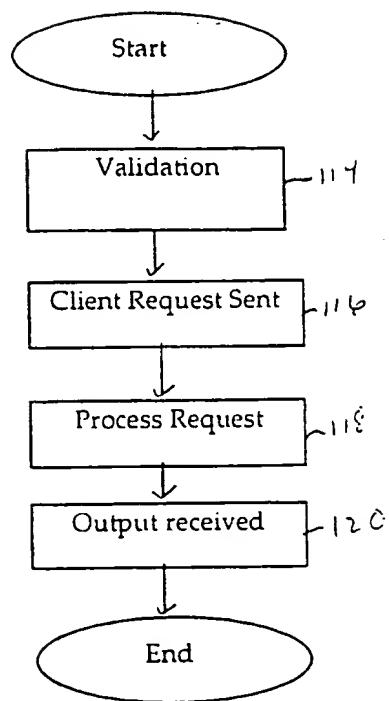 Start
Validation
114
Client Request Sent
116
Process Request
118
Output received
120
End